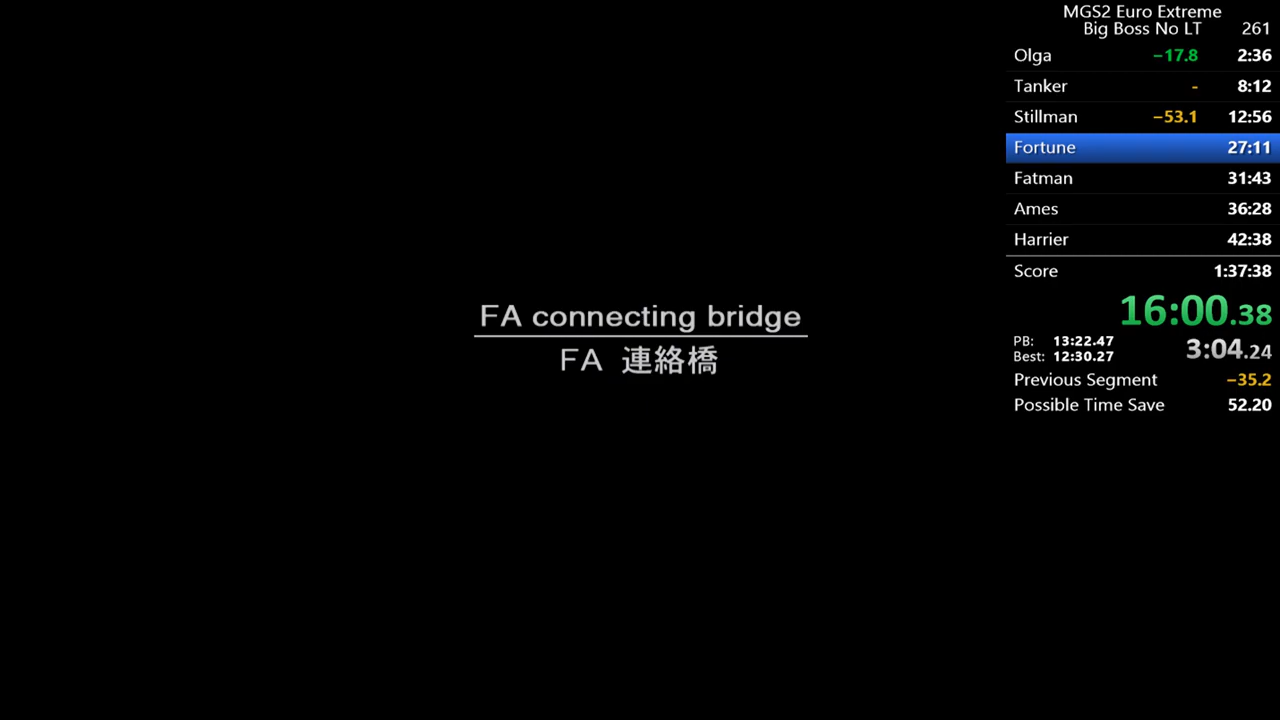 MGS2 Euro Extreme
Big Boss No LT 261
Olga −17.8 2:36
Tanker - 8:12
Stillman −53.1 12:56
Fortune 27:11
Fatman 31:43
Ames 36:28
Harrier 42:38
Score 1:37:38
16:00.38
PB: 13:22.47
Best: 12:30.27
3:04.24
Previous Segment −35.2
Possible Time Save 52.20
FA connecting bridge
FA 連絡橋